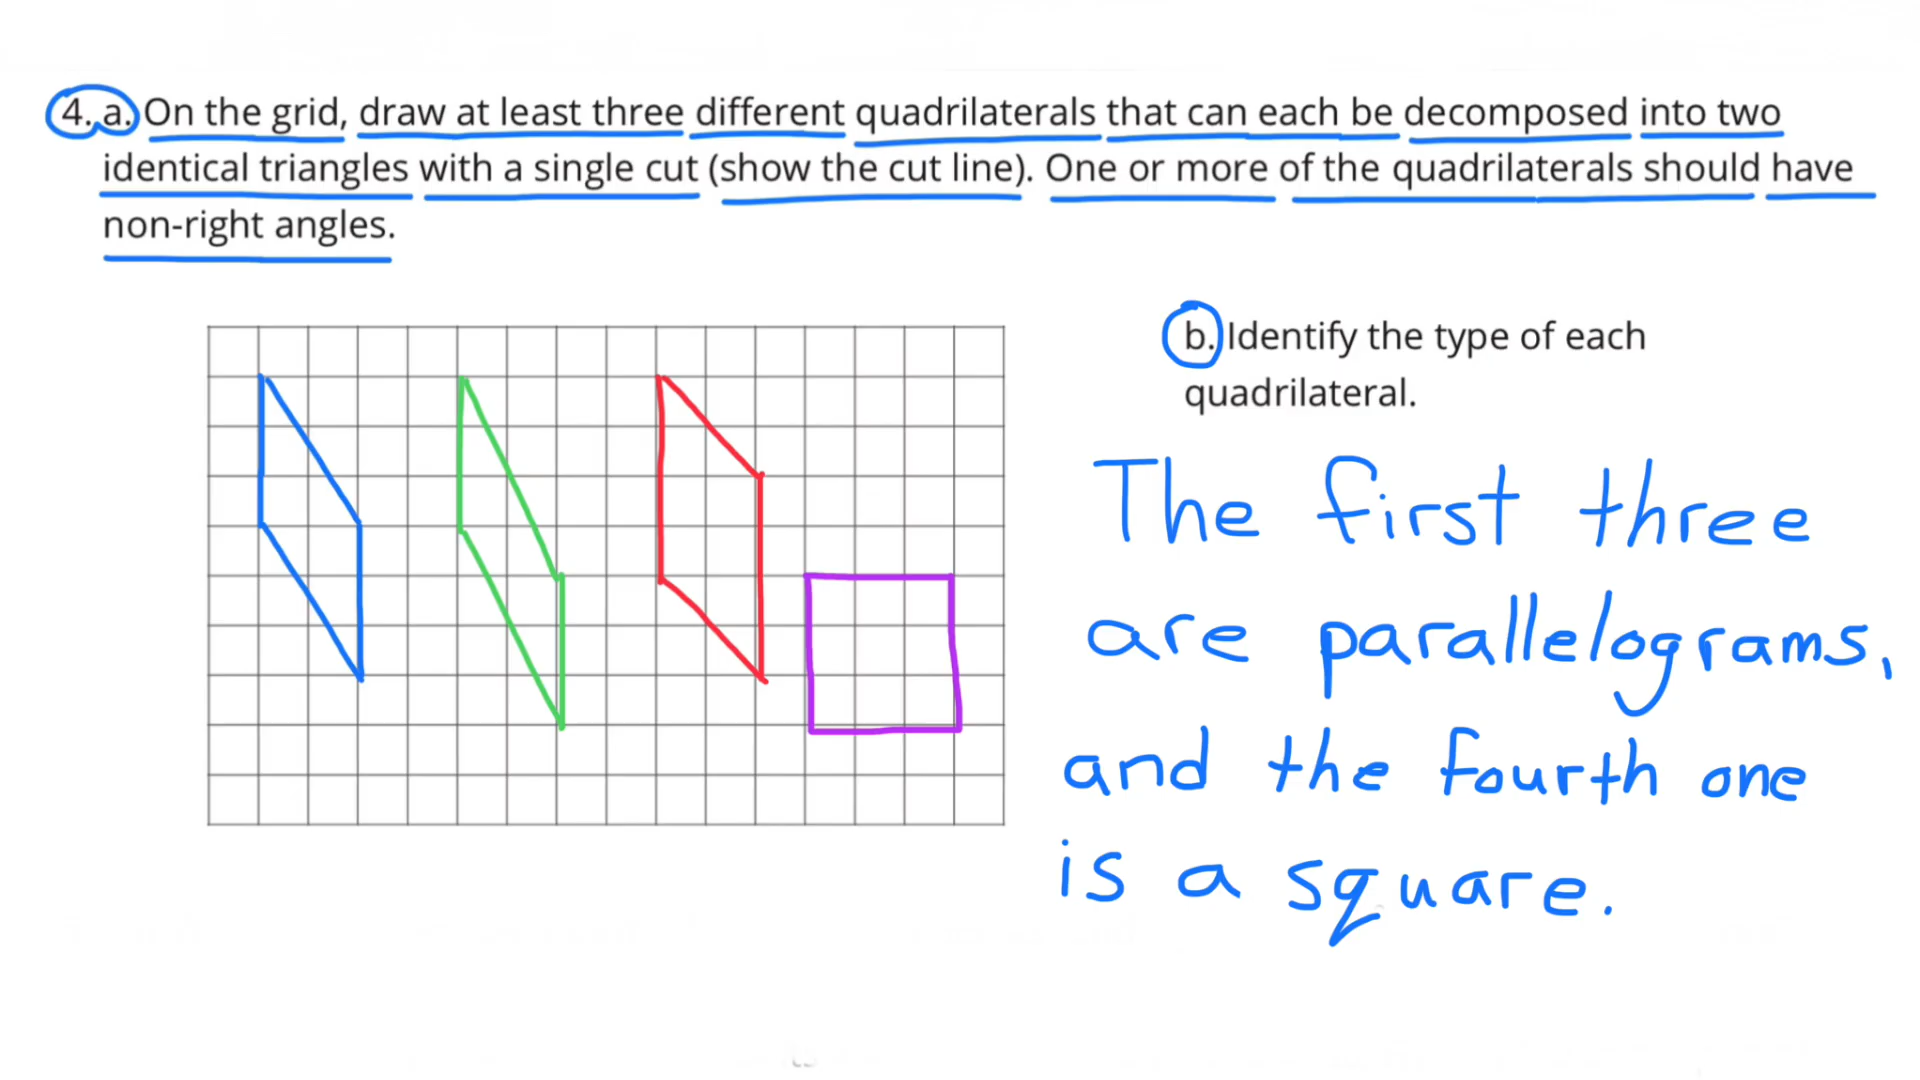 4. a. On the grid, draw at least three different quadrilaterals that can each be decomposed into two
identical triangles with a single cut (show the cut line). One or more of the quadrilaterals should have
non-right angles.
b. Identify the type of each
quadrilateral.
The first three
are parallelograms,
and the fourth one
is a square.